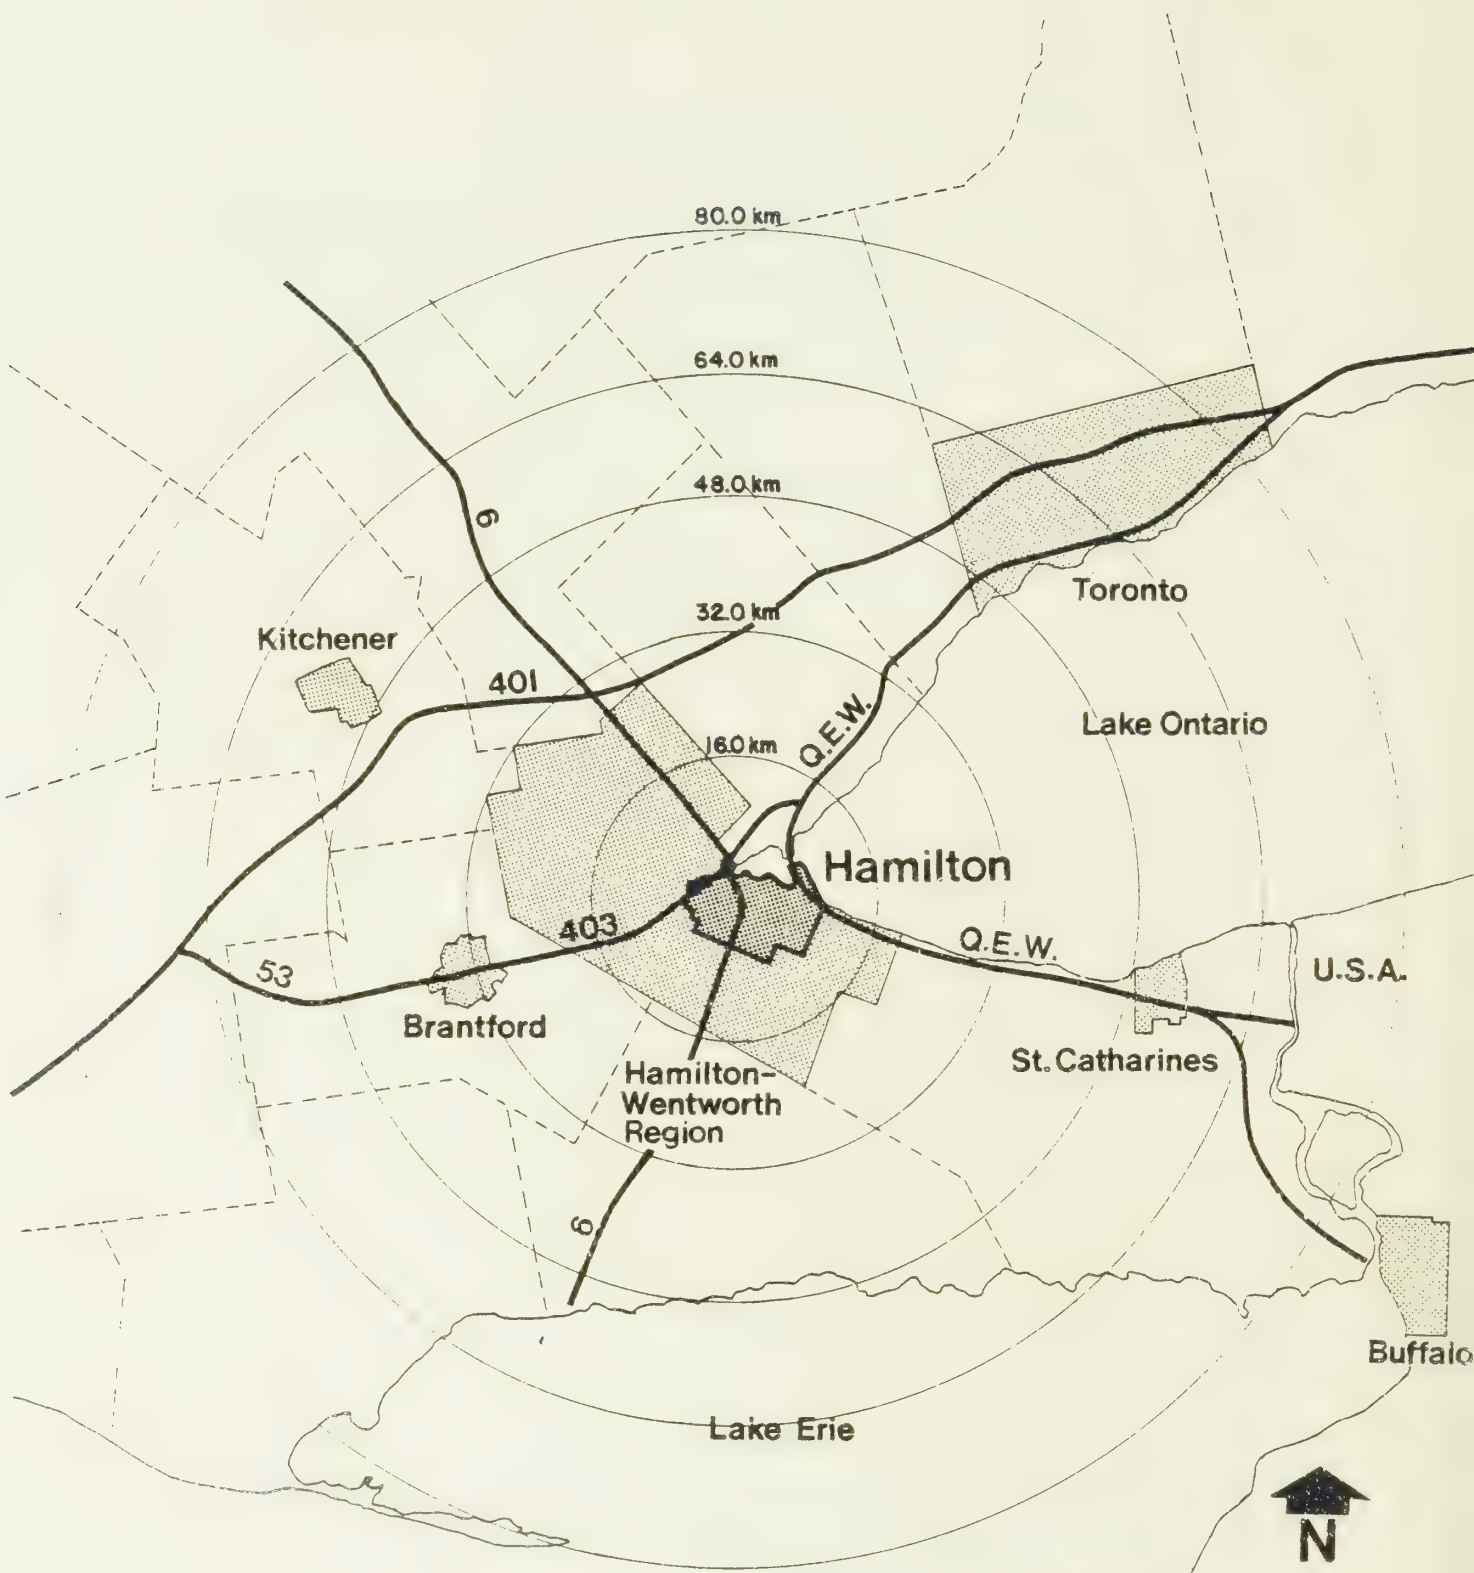 80.0 km
64.0 km
48.0 km
6
32.0 km
Toronto
Kitchener
401
Q.E.W.
Lake Ontario
16.0 km
Hamilton
403
Q.E.W.
53
U.S.A.
Brantford
St. Catharines
Hamilton-
Wentworth
Region
6
Buffalo
Lake Erie
N